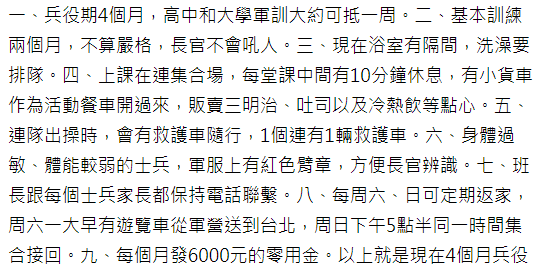 一、兵役期4個月，高中和大學軍訓大約可抵一周。二、基本訓練
兩個月，不算嚴格，長官不會吼人。三、現在浴室有隔間，洗澡要
排隊。四、上課在連集合場，每堂課中間有10分鐘休息，有小貨車
作為活動餐車開過來，販賣三明治、吐司以及冷熱飲等點心。五、
連隊出操時，會有救護車隨行，1個連有1輛救護車。六、身體過
敏、體能較弱的士兵，軍服上有紅色臂章，方便長官辨識。七、班
長跟每個士兵家長都保持電話聯繫。八、每周六、日可定期返家，
周六一大早有遊覽車從軍營送到台北，周日下午5點半同一時間集
合接回。九、每個月發6000元的零用金。以上就是現在4個月兵役